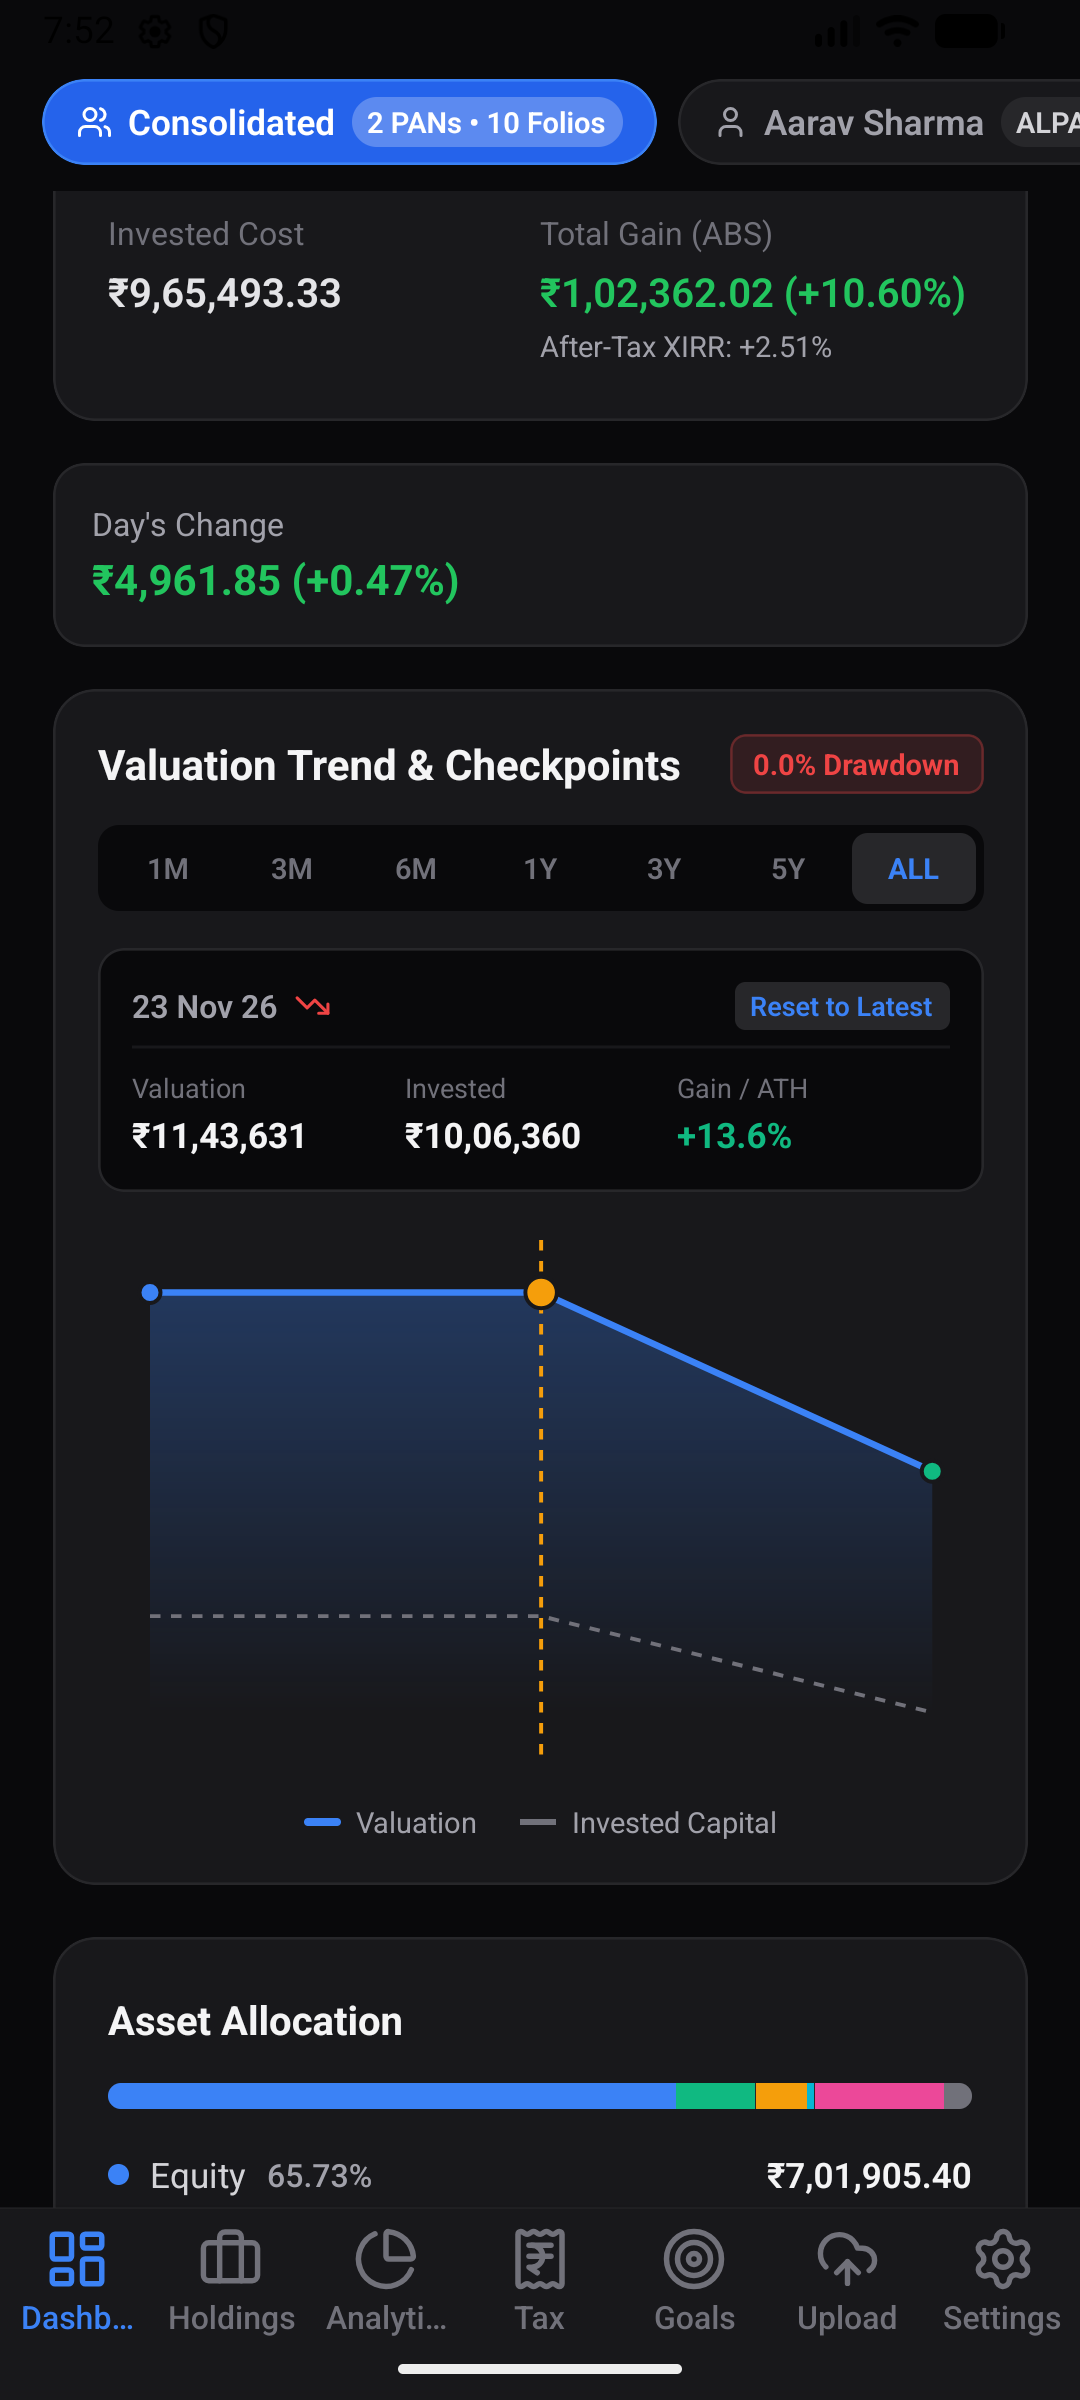 7:52
Consolidated 2 PANs • 10 Folios Aarav Sharma ALPA
Invested Cost Total Gain (ABS)
₹9,65,493.33 ₹1,02,362.02 (+10.60%)
After-Tax XIRR: +2.51%
Day's Change
₹4,961.85 (+0.47%)
Valuation Trend & Checkpoints 0.0% Drawdown
1M 3M 6M 1Y 3Y 5Y ALL
23 Nov 26 Reset to Latest
Valuation Invested Gain / ATH
₹11,43,631 ₹10,06,360 +13.6%
Valuation Invested Capital
Asset Allocation
Equity 65.73% ₹7,01,905.40
Dashb... Holdings Analyti... Tax Goals Upload Settings